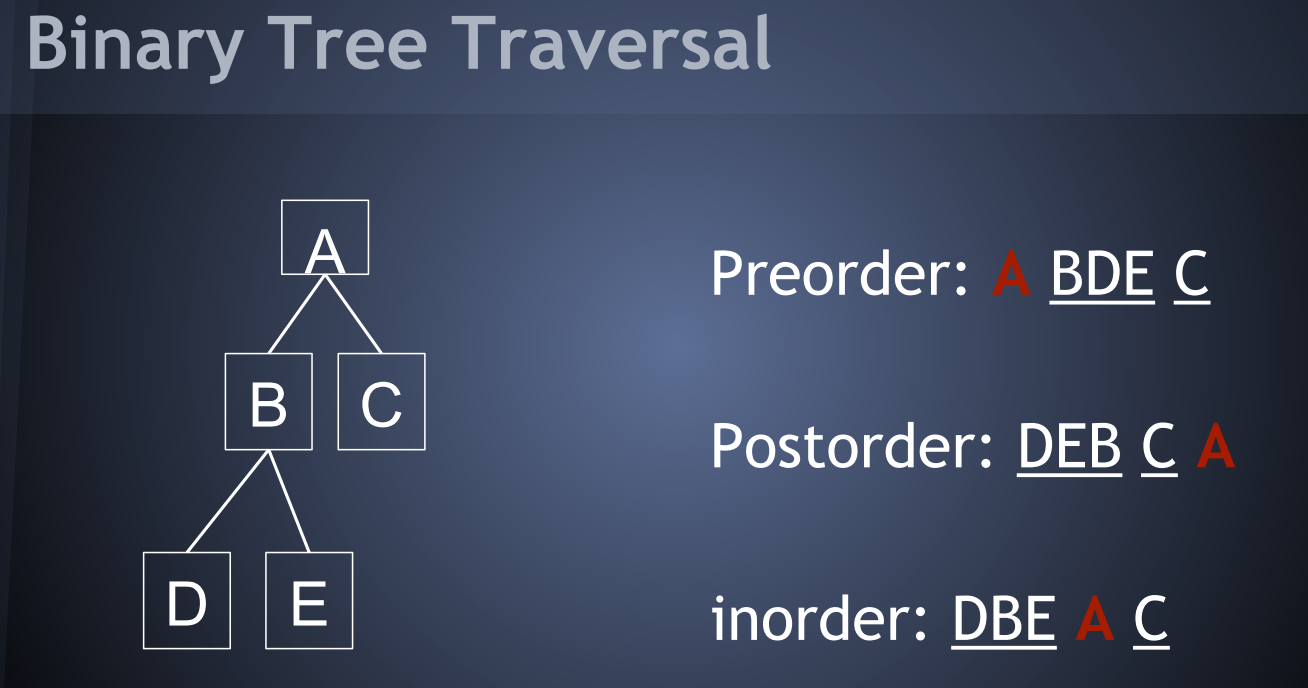 Binary Tree Traversal
A
B C
D E
Preorder: A BDE C
Postorder: DEB C A
inorder: DBE A C